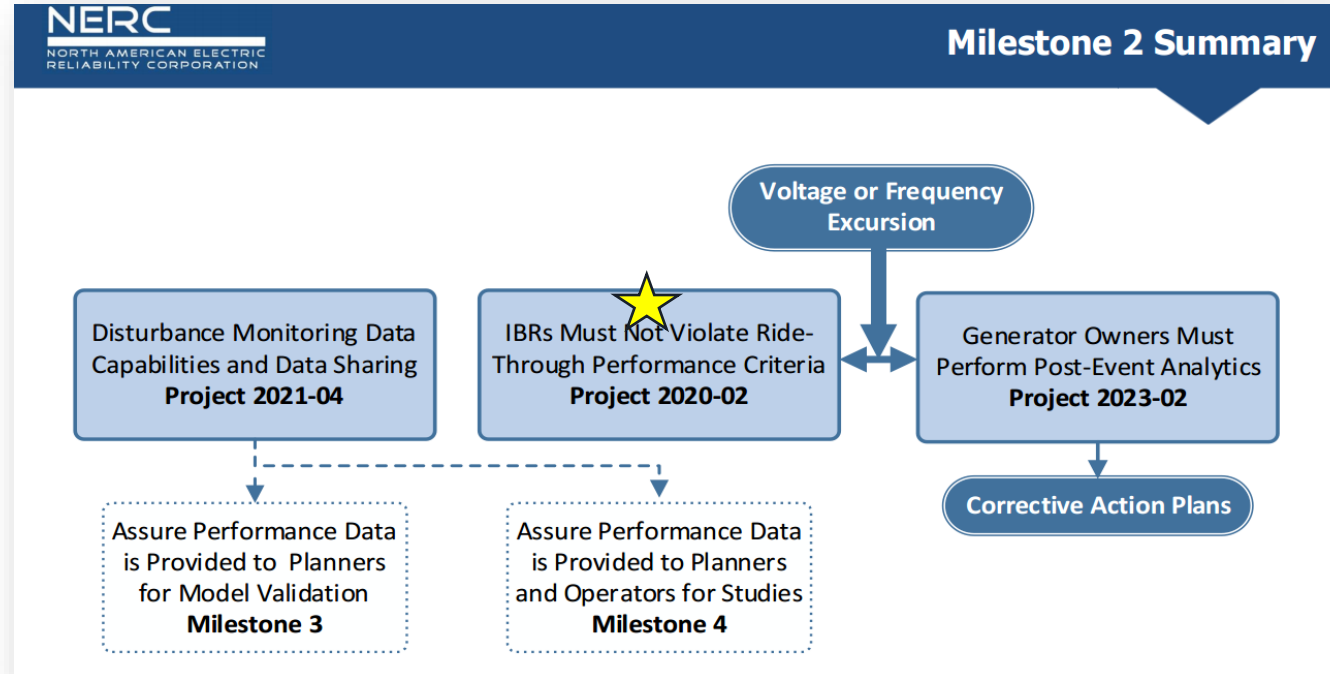 NERC
NORTH AMERICAN ELECTRIC
RELIABILITY CORPORATION
Milestone 2 Summary
Voltage or Frequency
Excursion
Disturbance Monitoring Data
Capabilities and Data Sharing
Project 2021-04
IBRs Must Not Violate Ride-
Through Performance Criteria
Project 2020-02
Generator Owners Must
Perform Post-Event Analytics
Project 2023-02
Assure Performance Data
is Provided to Planners
for Model Validation
Milestone 3
Assure Performance Data
is Provided to Planners
and Operators for Studies
Milestone 4
Corrective Action Plans